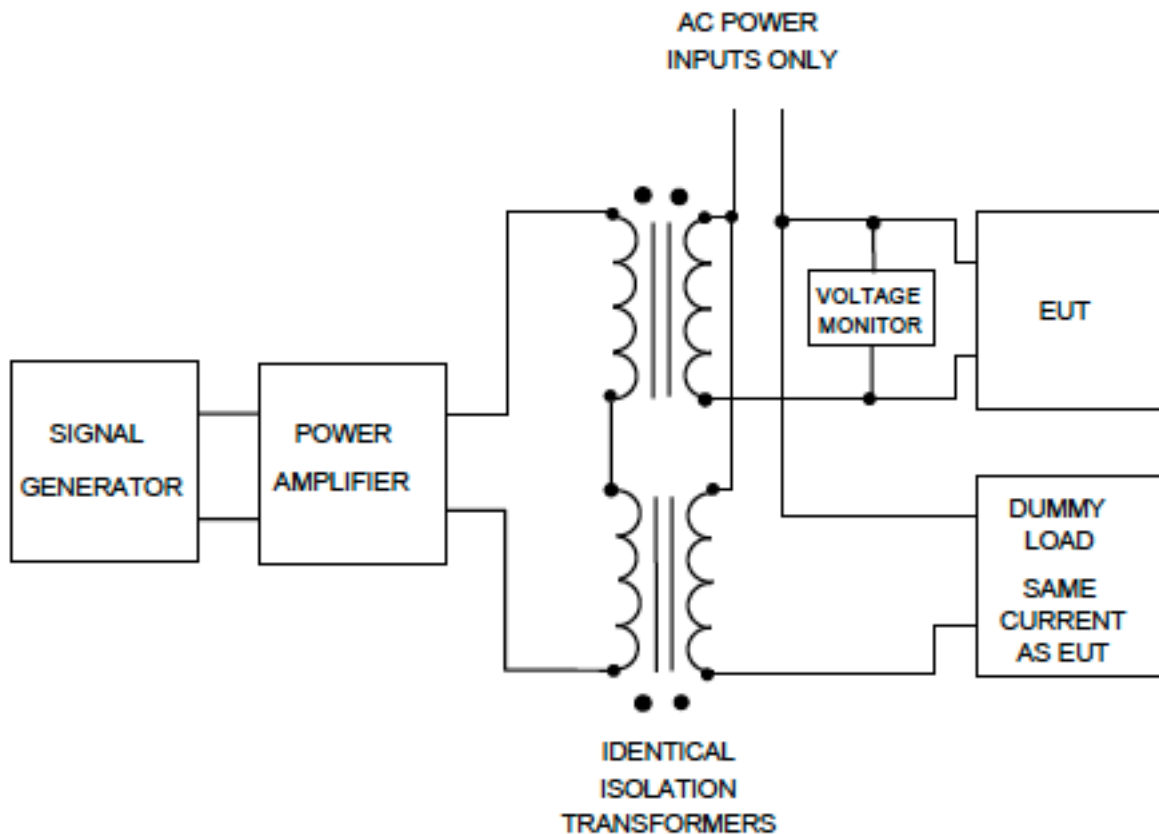 AC POWER
INPUTS ONLY
VOLTAGE
MONITOR
EUT
SIGNAL
GENERATOR
POWER
AMPLIFIER
DUMMY
LOAD
SAME
CURRENT
AS EUT
IDENTICAL
ISOLATION
TRANSFORMERS